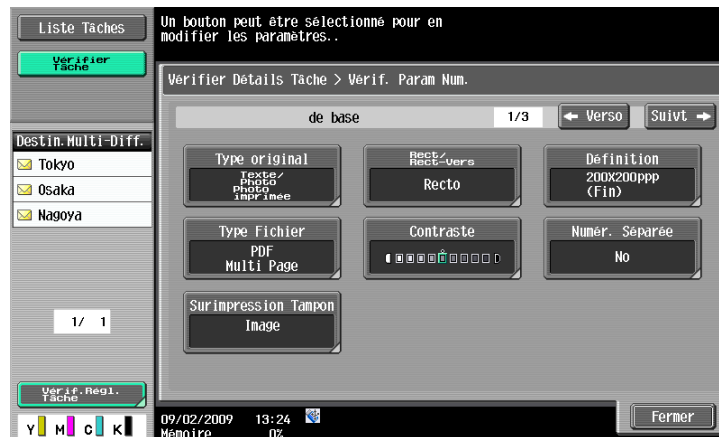 Liste Tâches
Un bouton peut être sélectionné pour en
modifier les paramètres..
Vérifier
Tâche
Vérifier Détails Tâche > Vérif. Param Num.
de base
1/3
← Verso
Suivt →
Destin.Multi-Diff.
Tokyo
Osaka
Nagoya
Type original
Texte/
Photo
Photo
imprimée
Rect/
Rect-Vers
Recto
Définition
200X200ppp
(Fin)
Type Fichier
PDF
Multi Page
Contraste
Numér. Séparée
No
Surimpression Tampon
Image
1/ 1
Vérif.Régl.
Tâche
Y M C K
09/02/2009 13:24
Mémoire 0%
Fermer